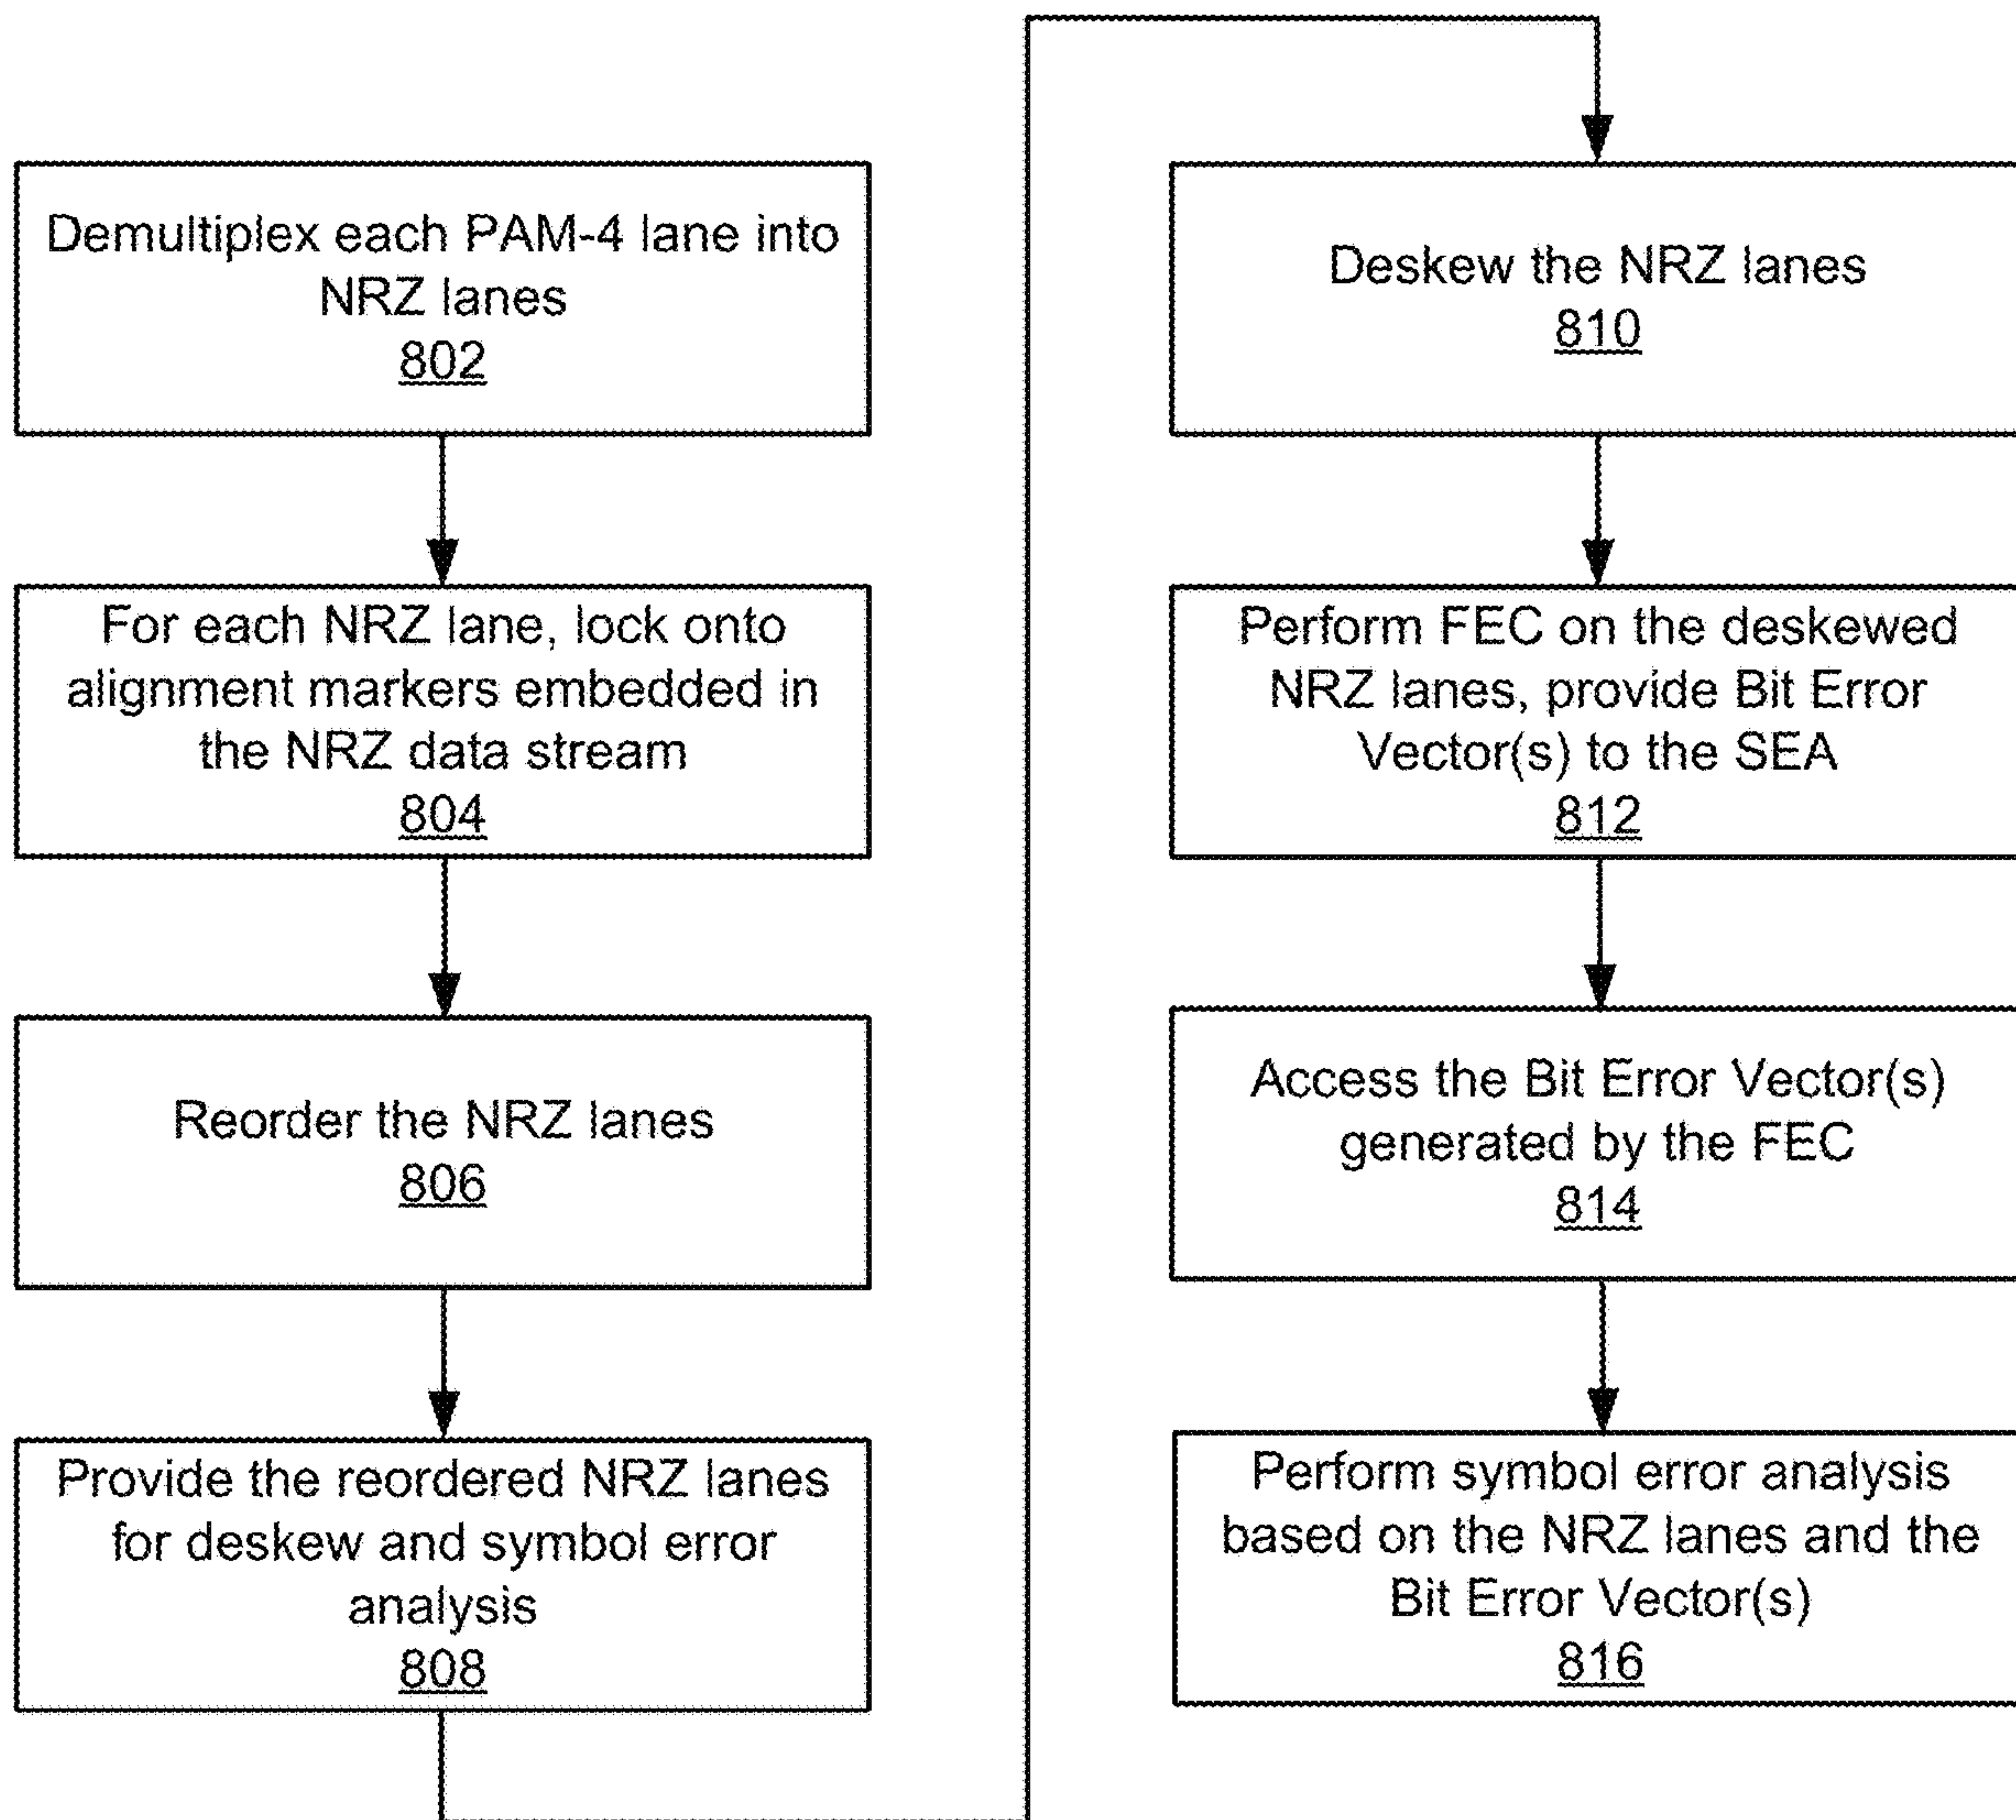 Demultiplex each PAM-4 lane into
NRZ lanes
802
For each NRZ lane, lock onto
alignment markers embedded in
the NRZ data stream
804
Reorder the NRZ lanes
806
Provide the reordered NRZ lanes
for deskew and symbol error
analysis
808
Deskew the NRZ lanes
810
Perform FEC on the deskewed
NRZ lanes, provide Bit Error
Vector(s) to the SEA
812
Access the Bit Error Vector(s)
generated by the FEC
814
Perform symbol error analysis
based on the NRZ lanes and the
Bit Error Vector(s)
816